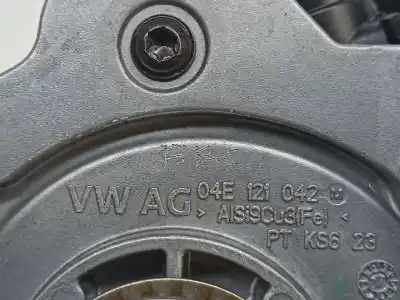 VW AG 04E 121 042 M
> AlSi9Cu3(Fe) <
PT KS6 23